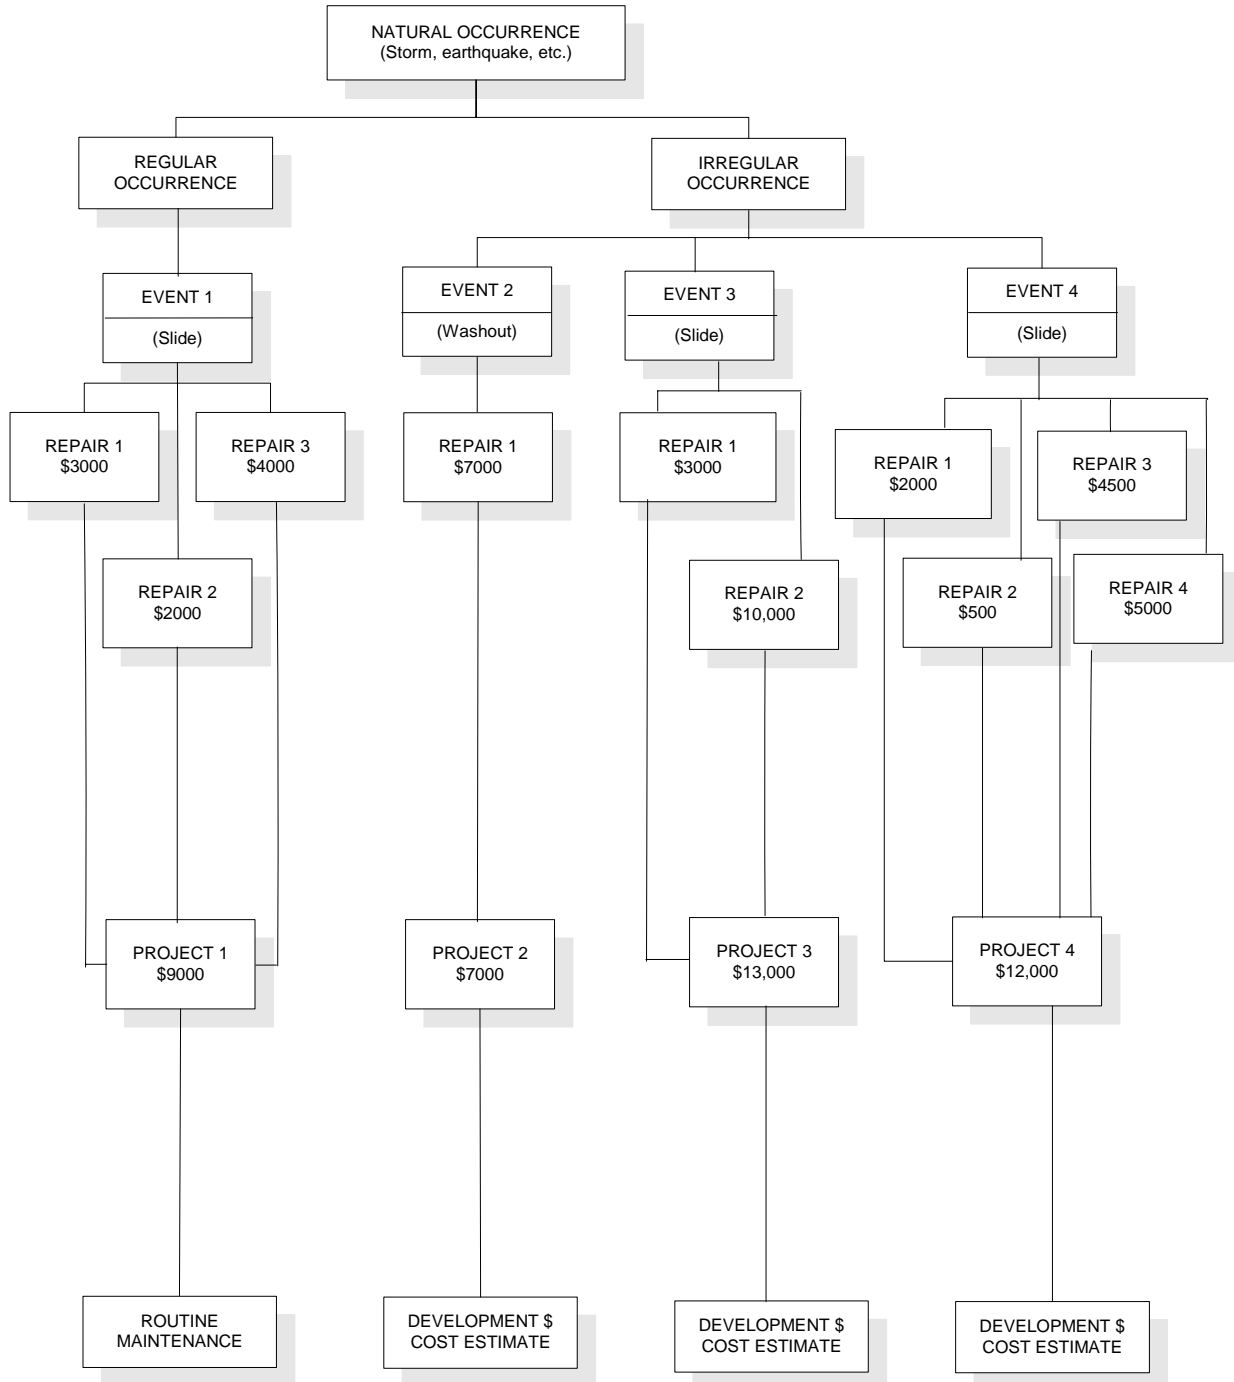 NATURAL OCCURRENCE
(Storm, earthquake, etc.)
REGULAR
OCCURRENCE
IRREGULAR
OCCURRENCE
EVENT 1
(Slide)
EVENT 2
(Washout)
EVENT 3
(Slide)
EVENT 4
(Slide)
REPAIR 1
$3000
REPAIR 3
$4000
REPAIR 1
$7000
REPAIR 1
$3000
REPAIR 1
$2000
REPAIR 3
$4500
REPAIR 2
$2000
REPAIR 2
$10,000
REPAIR 2
$500
REPAIR 4
$5000
PROJECT 1
$9000
PROJECT 2
$7000
PROJECT 3
$13,000
PROJECT 4
$12,000
ROUTINE
MAINTENANCE
DEVELOPMENT $
COST ESTIMATE
DEVELOPMENT $
COST ESTIMATE
DEVELOPMENT $
COST ESTIMATE